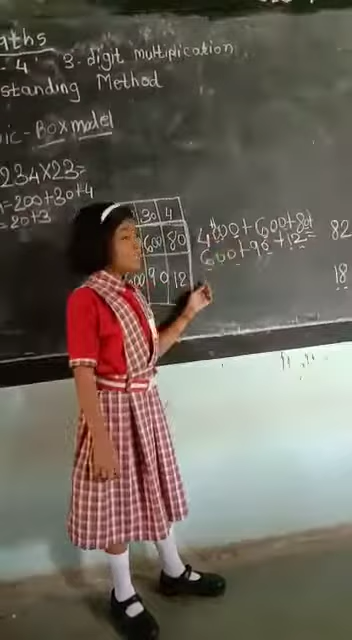 aths
4 3-digit multiplication
standing Method
ic - Box model
234x23=
= 200+30+4
= 20+3
30 4
600 80
00 90 12
4000+600+80+
600+90+12=
82
18